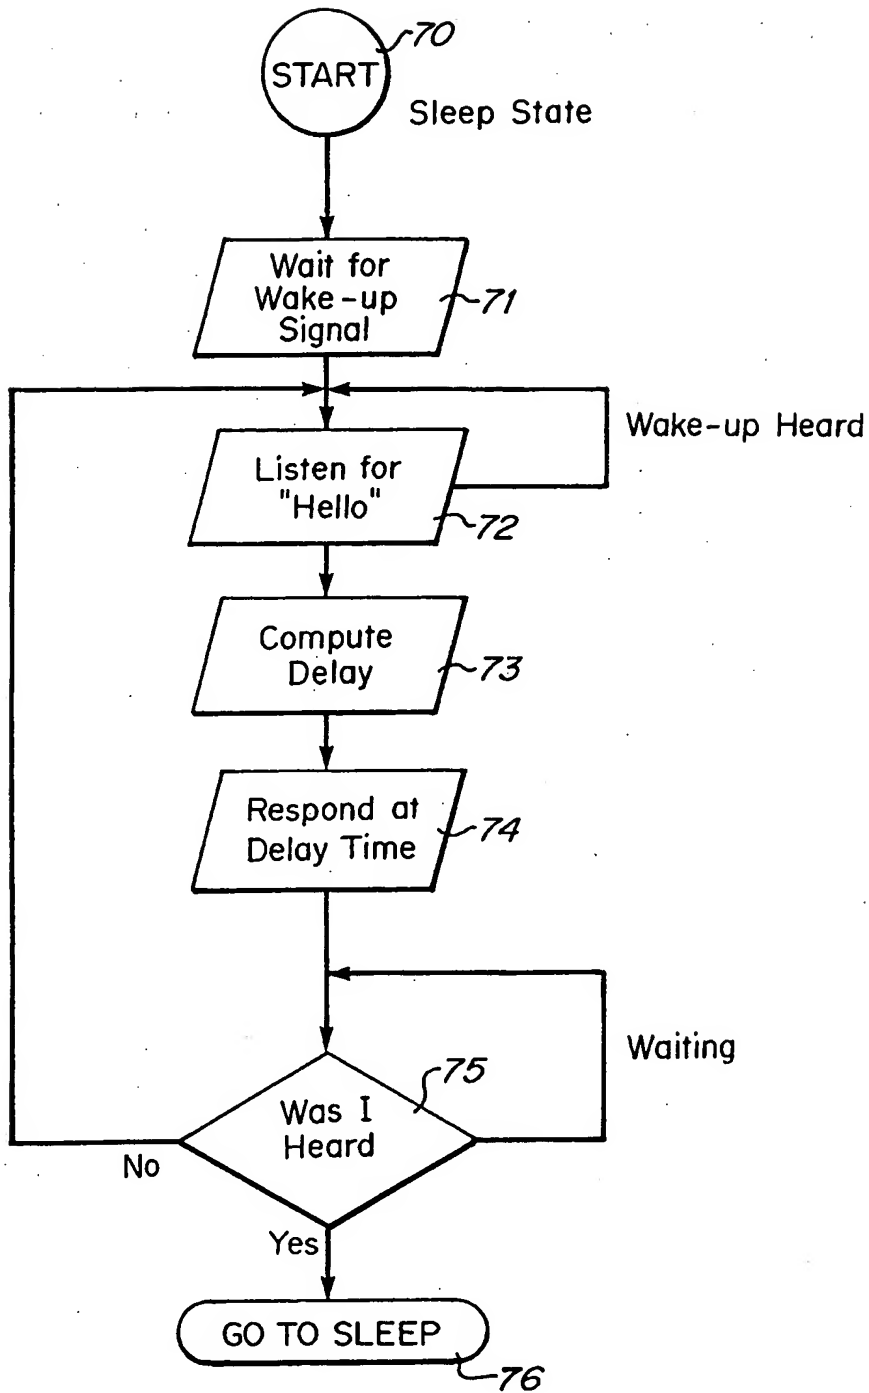 70
START
Sleep State
Wait for
Wake-up
Signal
71
Wake-up Heard
Listen for
"Hello"
72
Compute
Delay
73
Respond at
Delay Time
74
Waiting
75
Was I
Heard
No
Yes
GO TO SLEEP
76